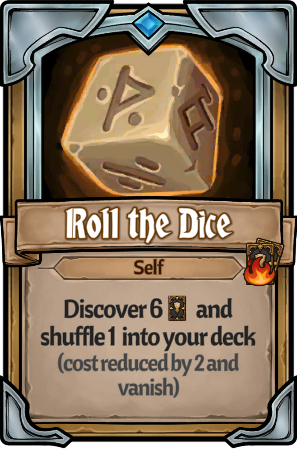 Roll the Dice
Self
Discover 6 and
shuffle 1 into your deck
(cost reduced by 2 and
vanish)